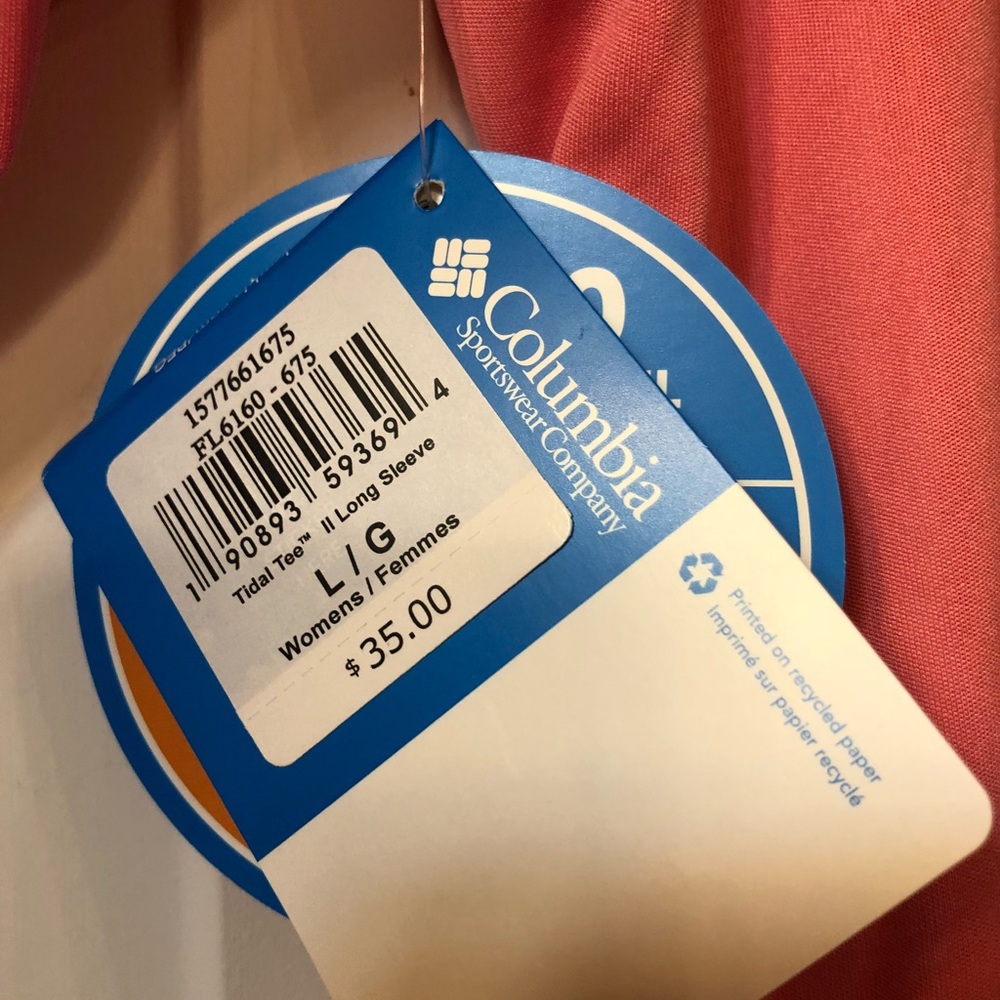 1577661675
FL6160 - 675
1 90893 59369 4
Tidal Tee™ II Long Sleeve
L / G
Womens / Femmes
$35.00
Columbia
Sportswear Company
Printed on recycled paper
Imprimé sur papier recyclé